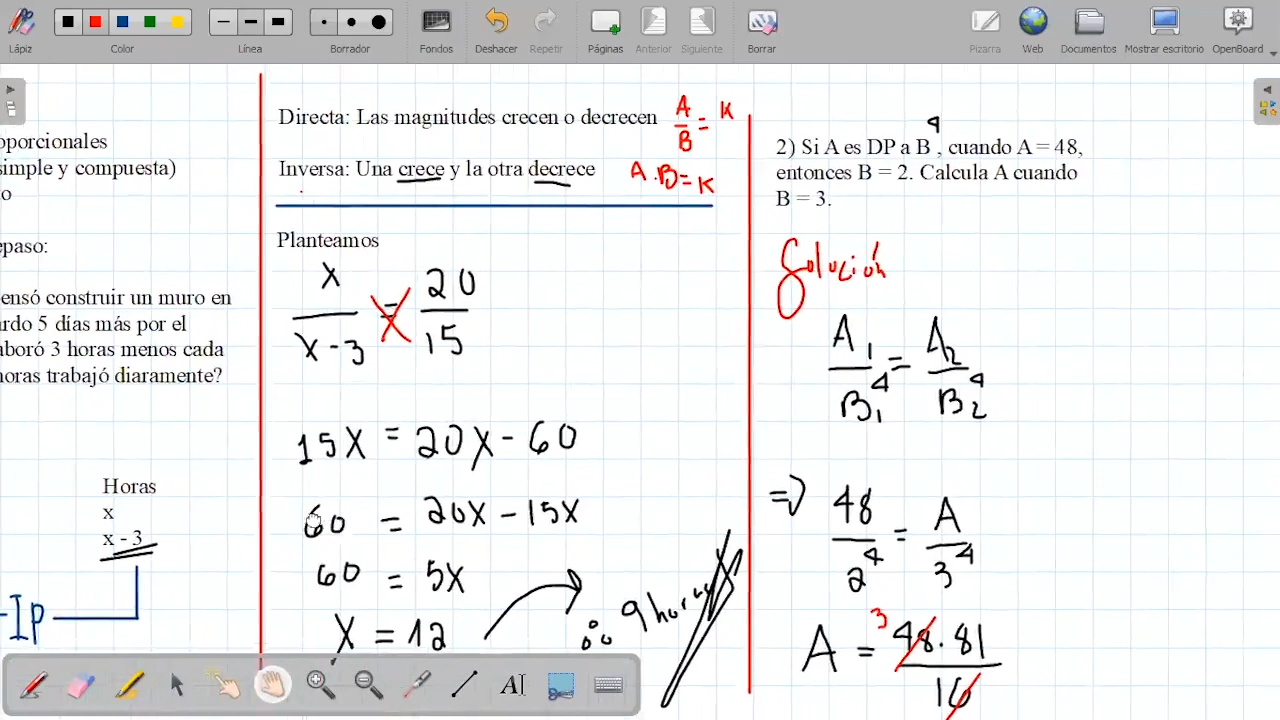 Lápiz
Color
Línea
Borrador
Fondos
Deshacer
Repetir
Páginas
Anterior
Siguiente
Borrar
Pizarra
Web
Documentos
Mostrar escritorio
OpenBoard
oporcionales
simple y compuesta)
o
epaso:
ensó construir un muro en
rdo 5 días más por el
aboró 3 horas menos cada
horas trabajó diaramente?
Horas
x
x - 3
-Ip
Directa: Las magnitudes crecen o decrecen A/B = K
Inversa: Una crece y la otra decrece A.B=K
Planteamos
x/(x-3) = 20/15
15X = 20X - 60
60 = 20X - 15X
60 = 5X
X = 12
∴ 9 horas
2) Si A es DP a B⁴, cuando A = 48,
entonces B = 2. Calcula A cuando
B = 3.
Solución
A₁/B₁⁴ = A₂/B₂⁴
=> 48/2⁴ = A/3⁴
A = 48.81/16
3
AI